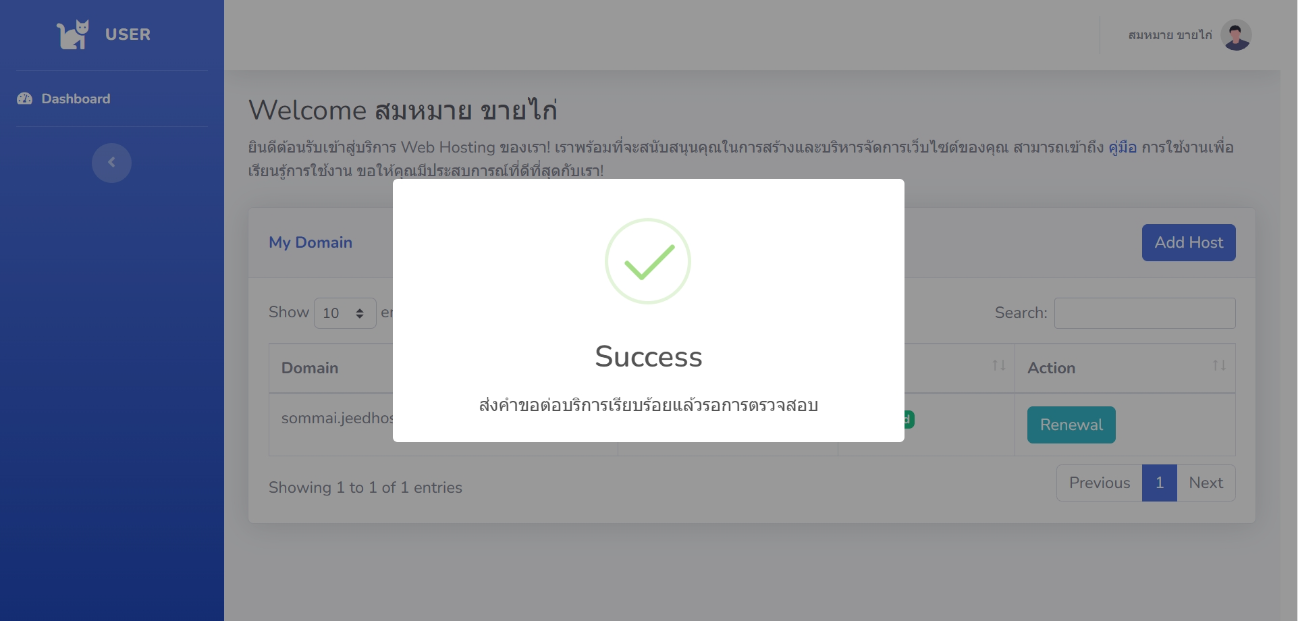 USER
สมหมาย ขายไก่
Dashboard
Welcome สมหมาย ขายไก่
ยินดีต้อนรับเข้าสู่บริการ Web Hosting ของเรา! เราพร้อมที่จะสนับสนุนคุณในการสร้างและบริหารจัดการเว็บไซต์ของคุณ สามารถเข้าถึง คู่มือ การใช้งานเพื่อ
เรียนรู้การใช้งาน ขอให้คุณมีประสบการณ์ที่ดีที่สุดกับเรา!
My Domain
Add Host
Show 10
Search:
Success
Domain
Action
ส่งคำขอต่อบริการเรียบร้อยแล้วรอการตรวจสอบ
sommai.jeedhos
Renewal
Showing 1 to 1 of 1 entries
Previous 1 Next